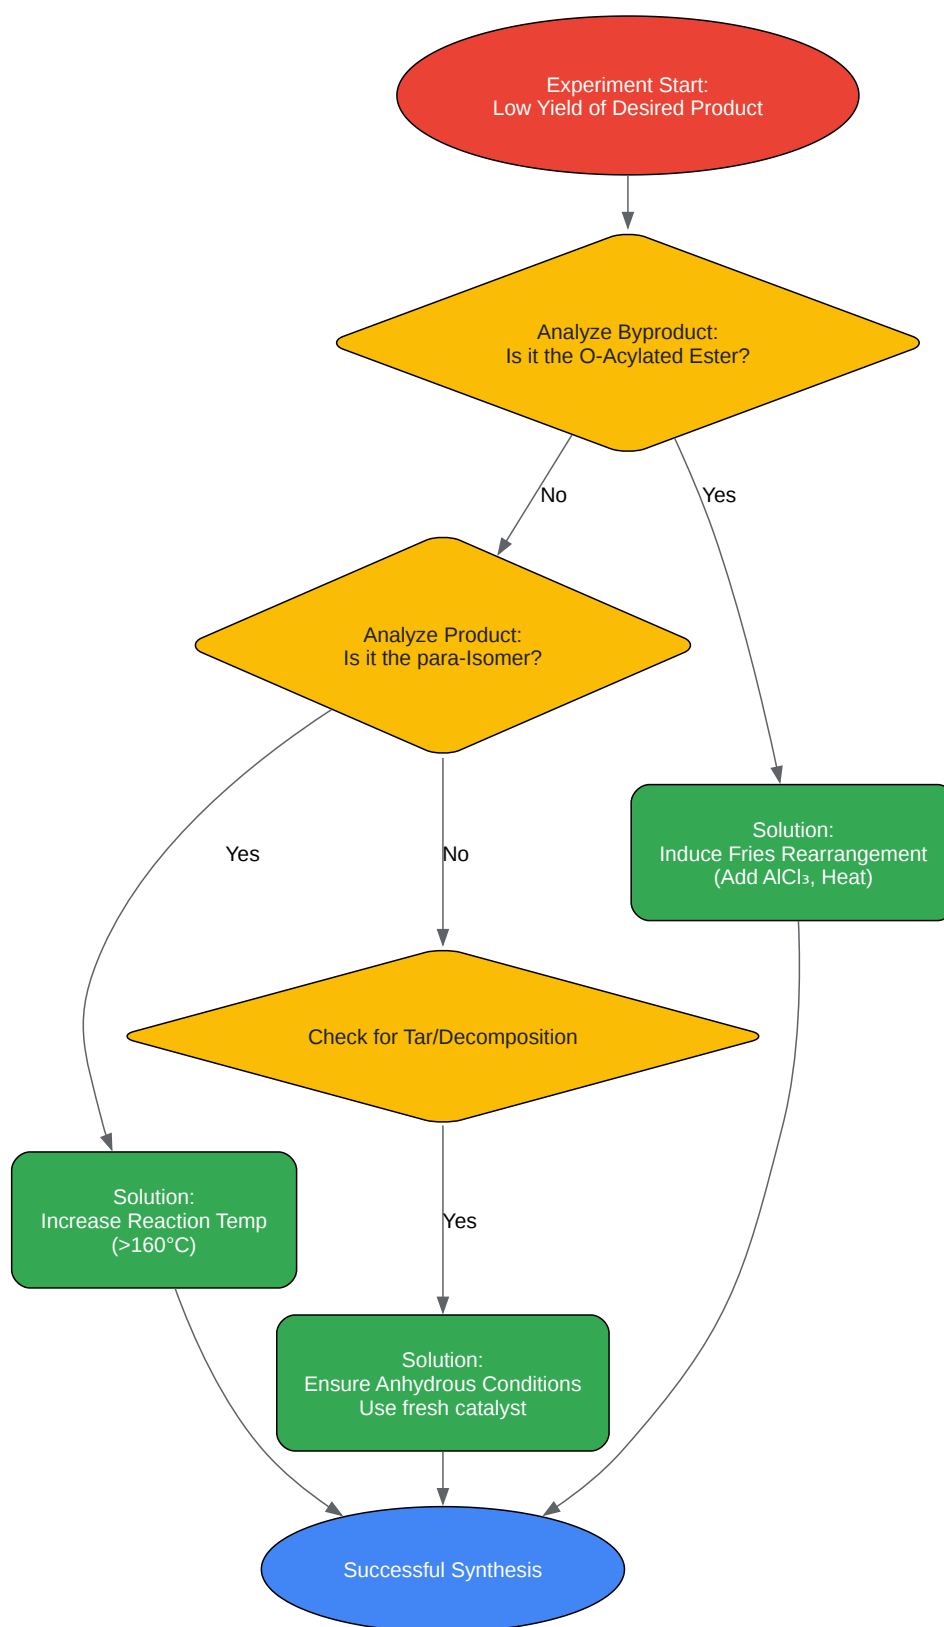 Experiment Start:
Low Yield of Desired Product
Analyze Byproduct:
Is it the O-Acylated Ester?
No
Yes
Analyze Product:
Is it the para-Isomer?
Yes
No
Solution:
Induce Fries Rearrangement
(Add AlCl₃, Heat)
Check for Tar/Decomposition
Solution:
Increase Reaction Temp
(>160°C)
Yes
Solution:
Ensure Anhydrous Conditions
Use fresh catalyst
Successful Synthesis